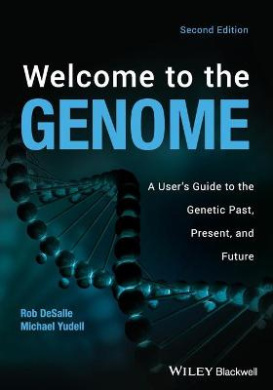 Second Edition
Welcome to the
GENOME
A User's Guide to the
Genetic Past,
Present, and
Future
Rob DeSalle
Michael Yudell
WILEY Blackwell